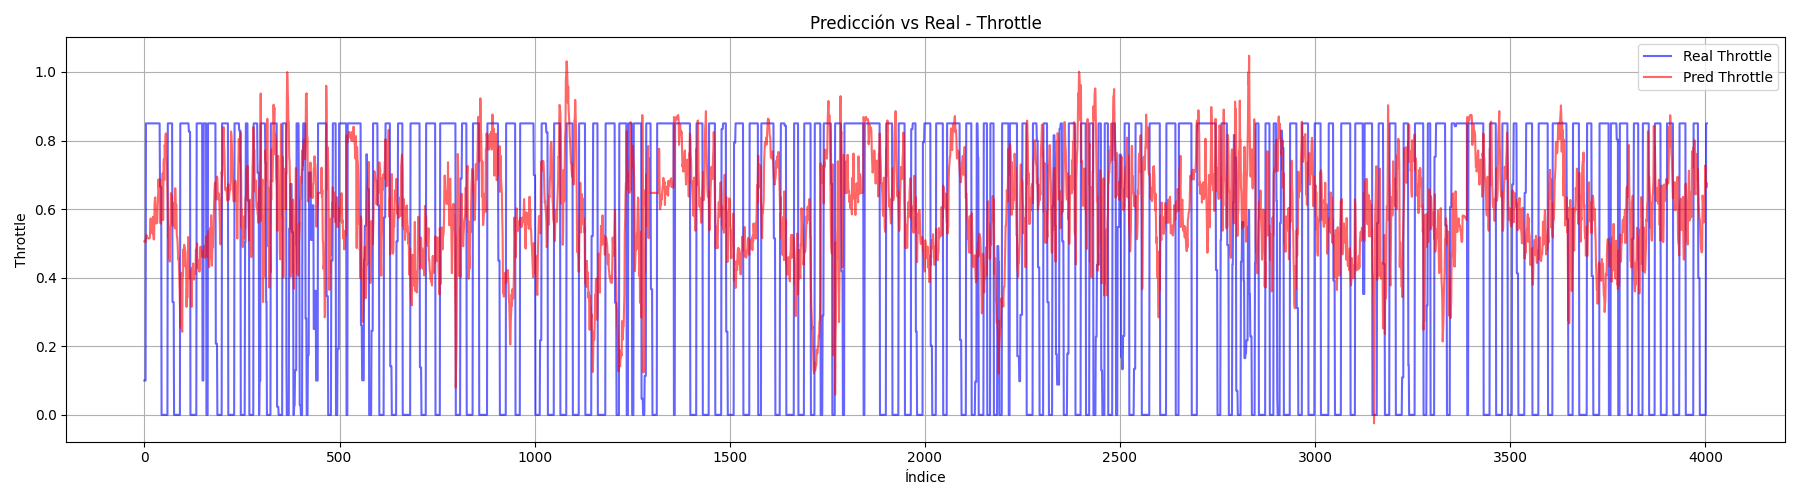 Predicción vs Real - Throttle
Real Throttle
Pred Throttle
Throttle
1.0
0.8
0.6
0.4
0.2
0.0
0 500 1000 1500 2000 2500 3000 3500 4000
Índice